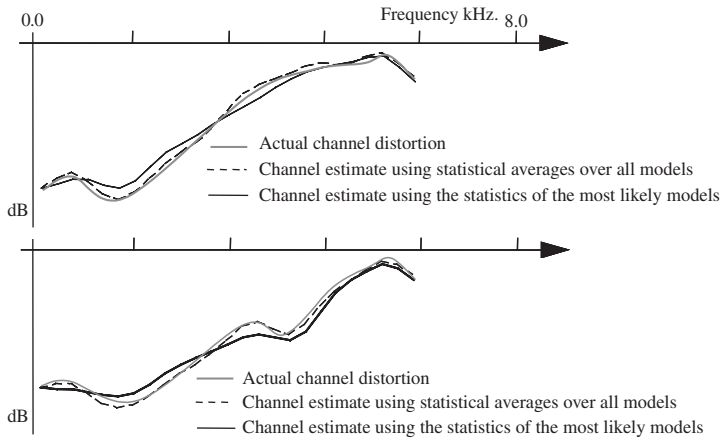 0.0
Frequency kHz.
8.0
Actual channel distortion
Channel estimate using statistical averages over all models
Channel estimate using the statistics of the most likely models
dB
Actual channel distortion
Channel estimate using statistical averages over all models
Channel estimate using the statistics of the most likely models
dB